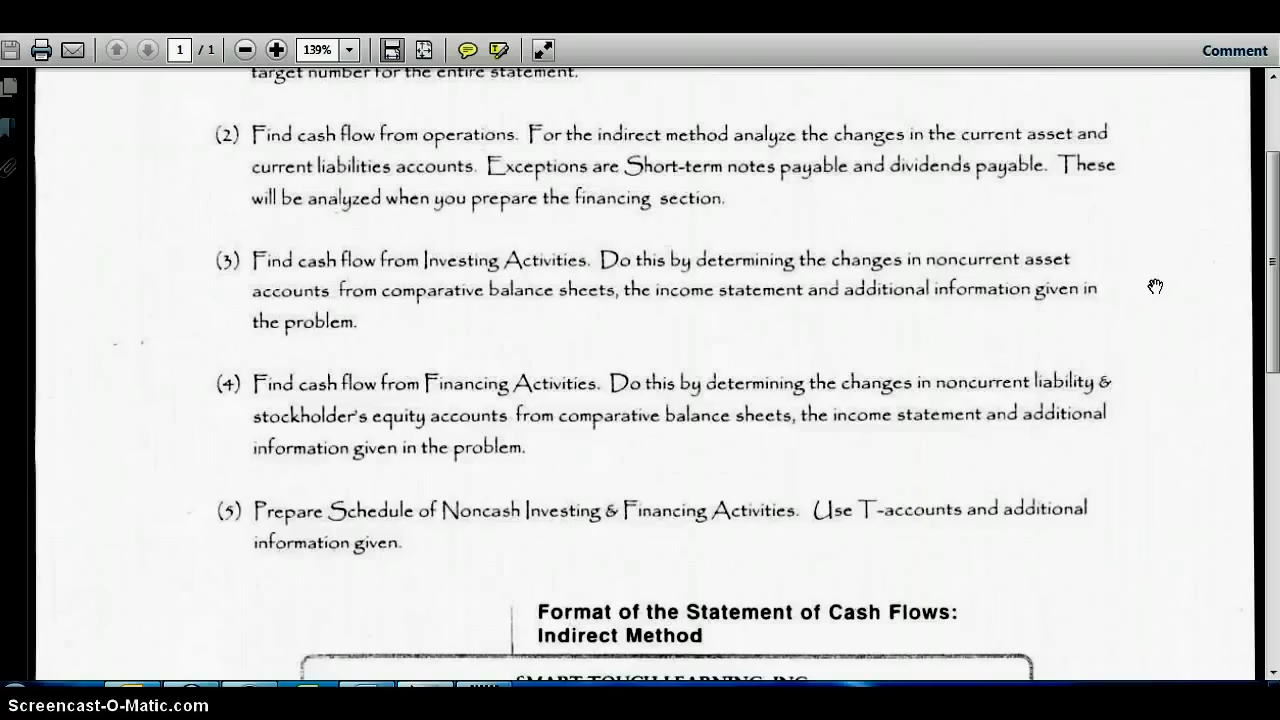 1 / 1 139% Comment
target number for the entire statement.
(2) Find cash flow from operations. For the indirect method analyze the changes in the current asset and
current liabilities accounts. Exceptions are Short-term notes payable and dividends payable. These
will be analyzed when you prepare the financing section.
(3) Find cash flow from Investing Activities. Do this by determining the changes in noncurrent asset
accounts from comparative balance sheets, the income statement and additional information given in
the problem.
(4) Find cash flow from Financing Activities. Do this by determining the changes in noncurrent liability &
stockholder's equity accounts from comparative balance sheets, the income statement and additional
information given in the problem.
(5) Prepare Schedule of Noncash Investing & Financing Activities. Use T-accounts and additional
information given.
Format of the Statement of Cash Flows:
Indirect Method
SMART TOUCH LEARNING, INC.
Screencast-O-Matic.com